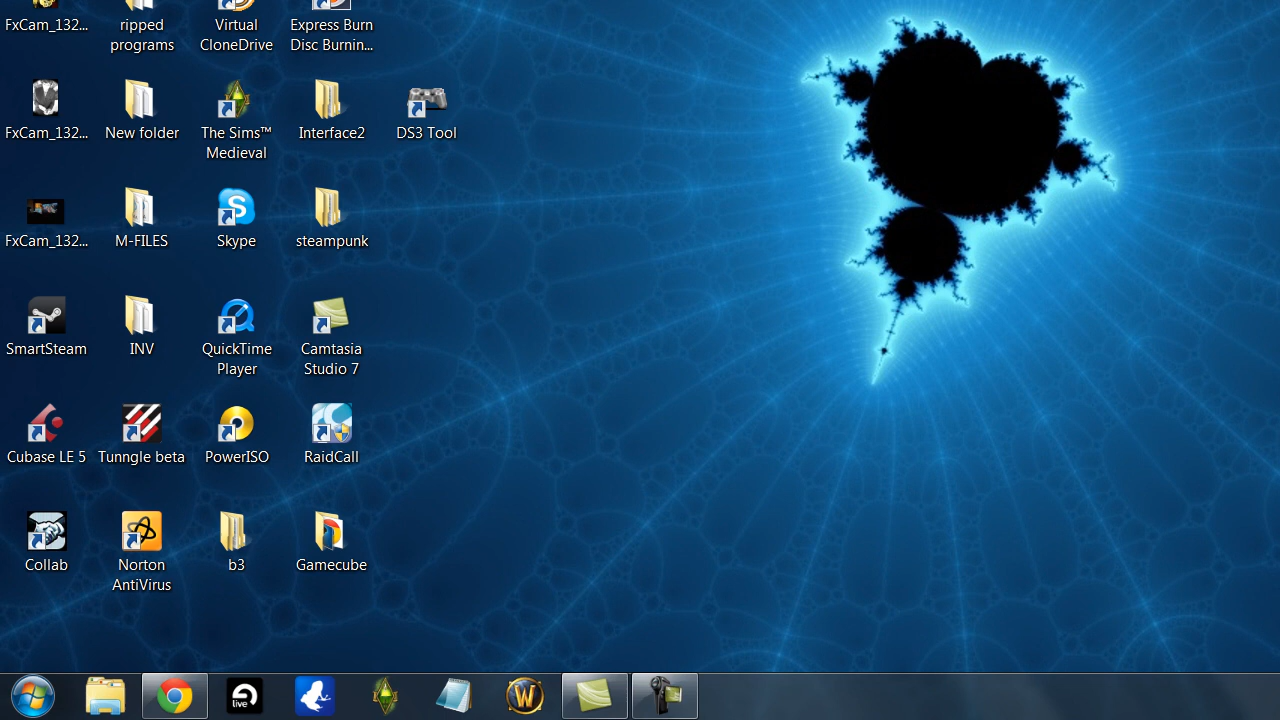 FxCam_132...
ripped
programs
Virtual
CloneDrive
Express Burn
Disc Burnin...
FxCam_132...
New folder
The Sims™
Medieval
Interface2
DS3 Tool
FxCam_132...
M-FILES
Skype
steampunk
SmartSteam
INV
QuickTime
Player
Camtasia
Studio 7
Cubase LE 5
Tunngle beta
PowerISO
RaidCall
Collab
Norton
AntiVirus
b3
Gamecube
live